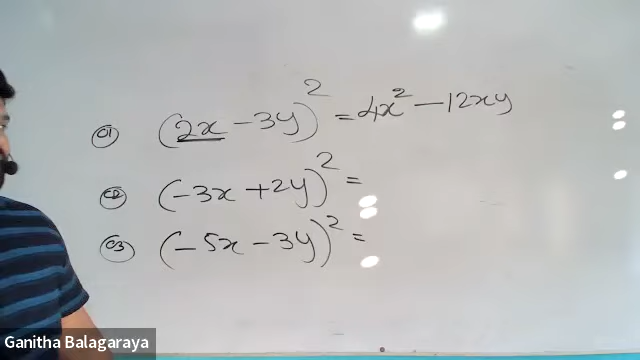 01 (2x - 3y)² = 4x² - 12xy
02 (-3x + 2y)² =
03 (-5x - 3y)² =
Ganitha Balagaraya